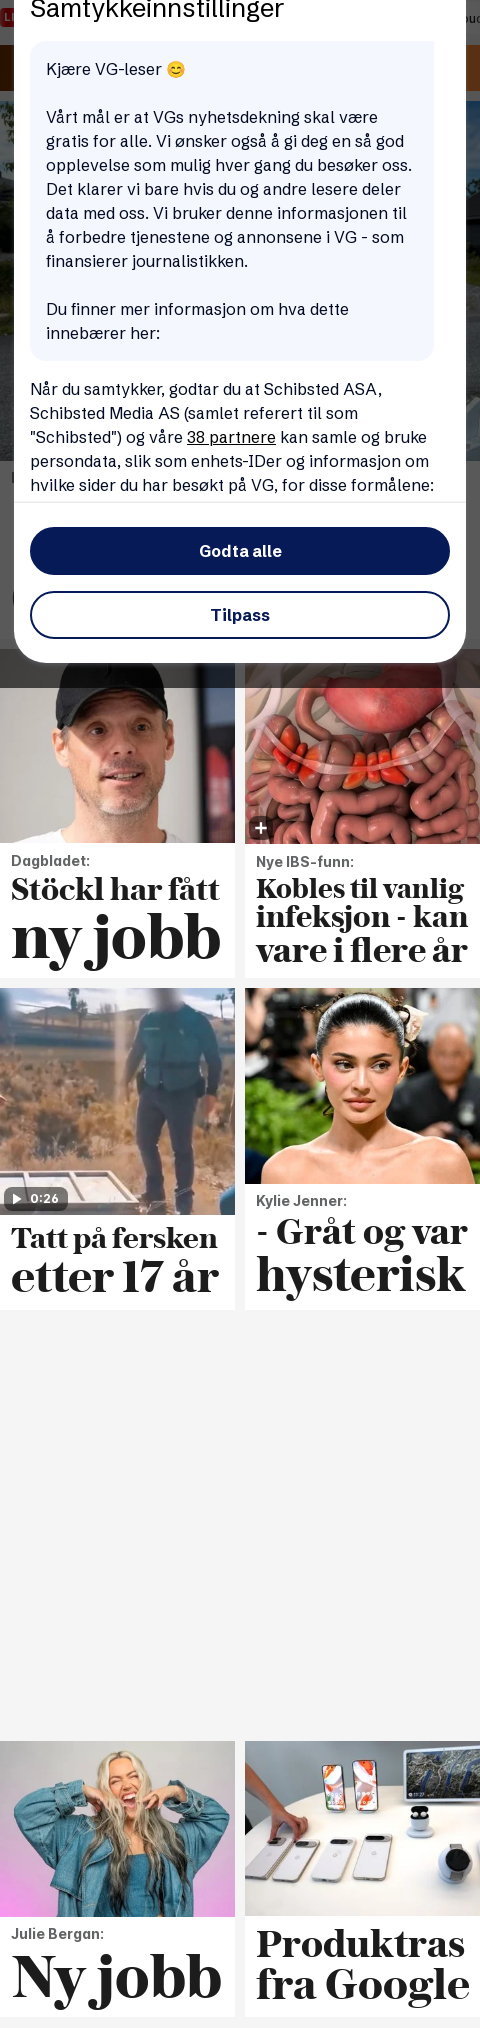 Samtykkeinnstillinger
Kjære VG-leser 😊
Vårt mål er at VGs nyhetsdekning skal være
gratis for alle. Vi ønsker også å gi deg en så god
opplevelse som mulig hver gang du besøker oss.
Det klarer vi bare hvis du og andre lesere deler
data med oss. Vi bruker denne informasjonen til
å forbedre tjenestene og annonsene i VG - som
finansierer journalistikken.
Du finner mer informasjon om hva dette
innebærer her:
Når du samtykker, godtar du at Schibsted ASA,
Schibsted Media AS (samlet referert til som
"Schibsted") og våre 38 partnere kan samle og bruke
persondata, slik som enhets-IDer og informasjon om
hvilke sider du har besøkt på VG, for disse formålene:
Godta alle
Tilpass
Dagbladet:
Stöckl har fått
ny jobb
Nye IBS-funn:
Kobles til vanlig
infeksjon - kan
vare i flere år
0:26
Tatt på fersken
etter 17 år
Kylie Jenner:
- Gråt og var
hysterisk
Julie Bergan:
Ny jobb
Produktras
fra Google